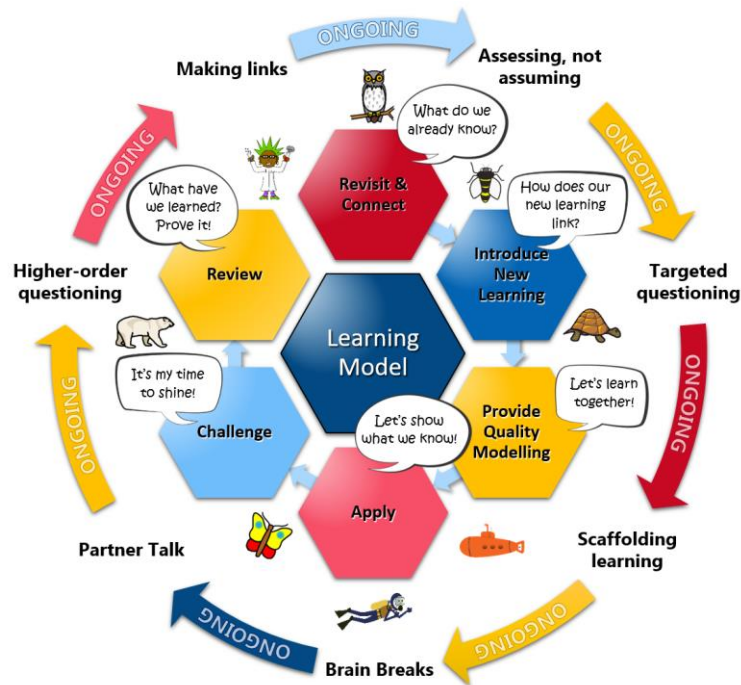 ONGOING
Making links
Assessing, not
assuming
What do we
already know?
Revisit &
Connect
ONGOING
What have
we learned?
Prove it!
Review
ONGOING
How does our
new learning
link?
Introduce
New
Learning
Higher-order
questioning
Targeted
questioning
Learning
Model
It's my time
to shine!
Challenge
Let's show
what we know!
Let's learn
together!
Provide
Quality
Modelling
ONGOING
ONGOING
Apply
Partner Talk
Scaffolding
learning
ONGOING
ONGOING
Brain Breaks